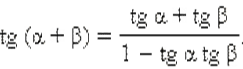 tg (α + β) = (tg α + tg β) / (1 − tg α tg β).